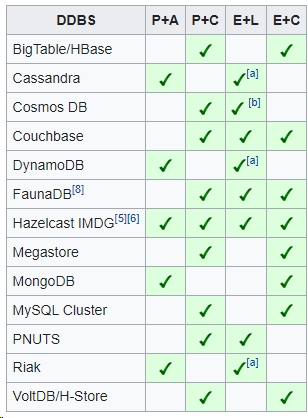 DDBS P+A P+C E+L E+C
BigTable/HBase ✓ ✓
Cassandra ✓ ✓[a]
Cosmos DB ✓ ✓ [b]
Couchbase ✓ ✓ ✓
DynamoDB ✓ ✓[a]
FaunaDB[8] ✓ ✓ ✓
Hazelcast IMDG[5][6] ✓ ✓ ✓ ✓
Megastore ✓ ✓
MongoDB ✓ ✓
MySQL Cluster ✓ ✓
PNUTS ✓ ✓
Riak ✓ ✓[a]
VoltDB/H-Store ✓ ✓